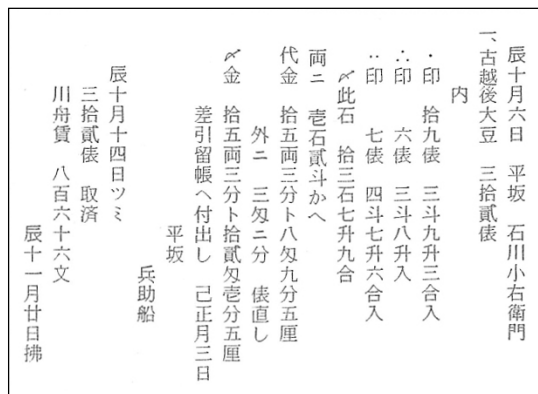 辰十月六日　平坂　石川小右衛門
一、古越後大豆　三拾貳俵
内
・印　拾九俵　三斗九升三合入
∴印　六俵　三斗八升入
‥印　七俵　四斗七升六合入
〆此石　拾三石七升九合
両ニ　壱石貳斗かへ
代金　拾五両三分ト八匁九分五厘
外ニ　三匁ニ分　俵直し
〆金　拾五両三分ト拾貳匁壱分五厘
差引留帳へ付出し　己正月三日
平坂
兵助船
辰十月十四日ツミ
三拾貳俵　取済
川舟賃　八百六十六文
辰十一月廿日拂